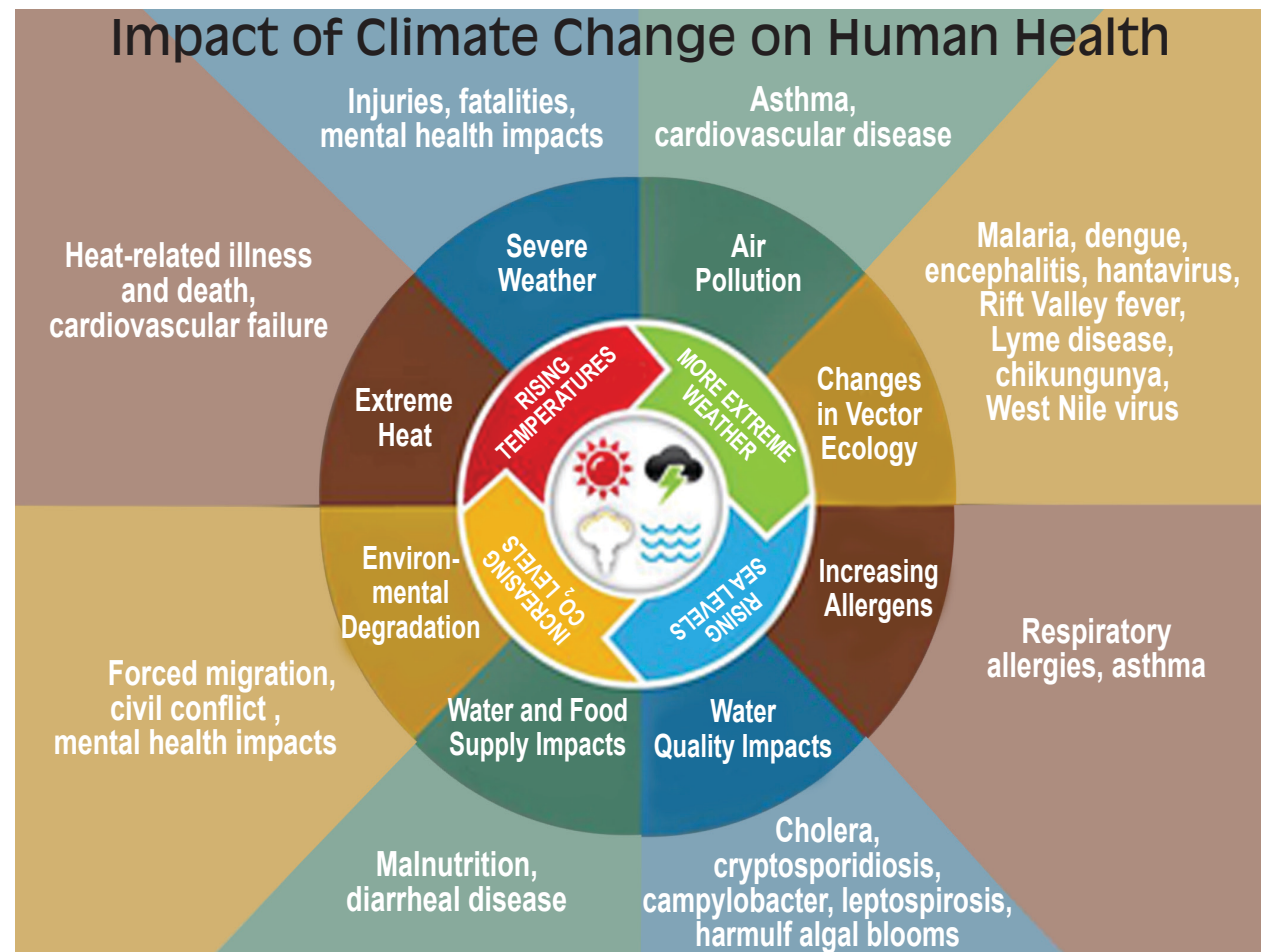 Impact of Climate Change on Human Health
Injuries, fatalities,
mental health impacts
Asthma,
cardiovascular disease
Heat-related illness
and death,
cardiovascular failure
Malaria, dengue,
encephalitis, hantavirus,
Rift Valley fever,
Lyme disease,
chikungunya,
West Nile virus
Severe
Weather
Air
Pollution
Extreme
Heat
Changes
in Vector
Ecology
RISING
TEMPERATURES
MORE EXTREME
WEATHER
INCREASING
CO₂ LEVELS
RISING
SEA LEVELS
Environ-
mental
Degradation
Increasing
Allergens
Water and Food
Supply Impacts
Water
Quality Impacts
Forced migration,
civil conflict ,
mental health impacts
Respiratory
allergies, asthma
Malnutrition,
diarrheal disease
Cholera,
cryptosporidiosis,
campylobacter, leptospirosis,
harmulf algal blooms